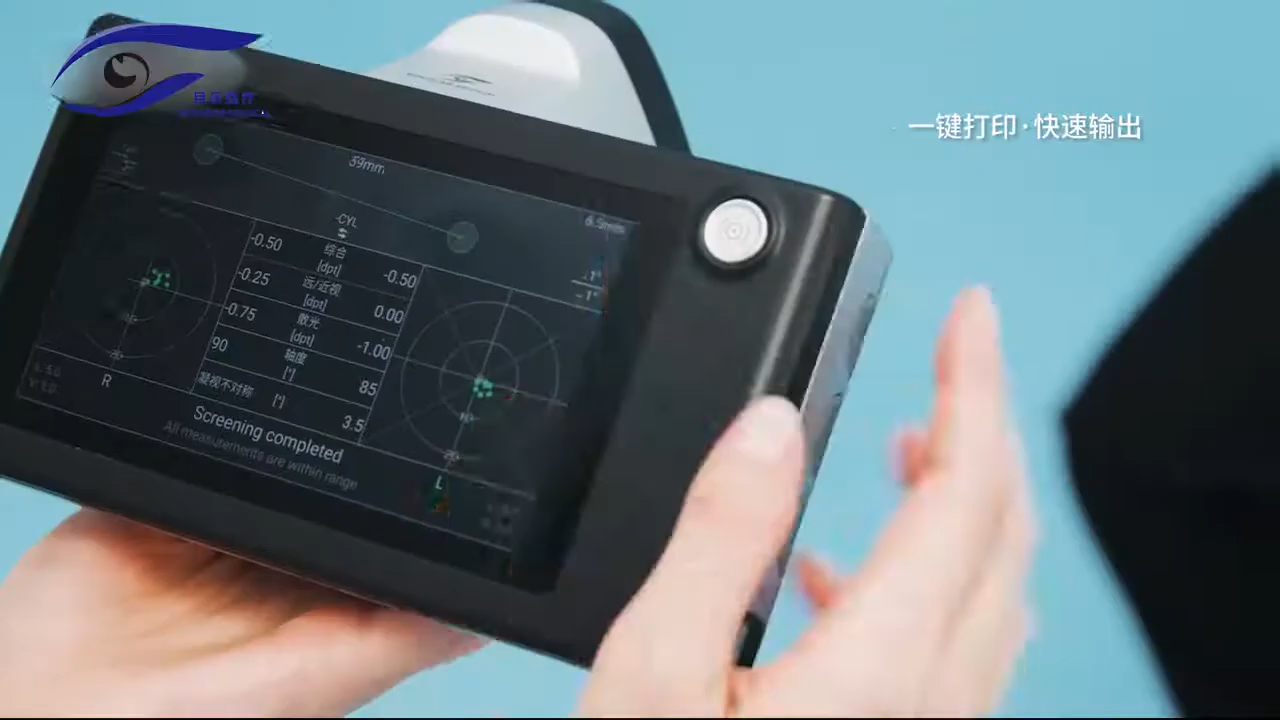 一键打印·快速输出
59mm
6.5mm
-CYL
-0.50 综合 [dpt] -0.50
-0.25 远/近视 [dpt] 0.00
-0.75 散光 [dpt] -1.00
90 轴度 [°] 85
凝视不对称 [°] 3.5
R
L
Screening completed
All measurements are within range